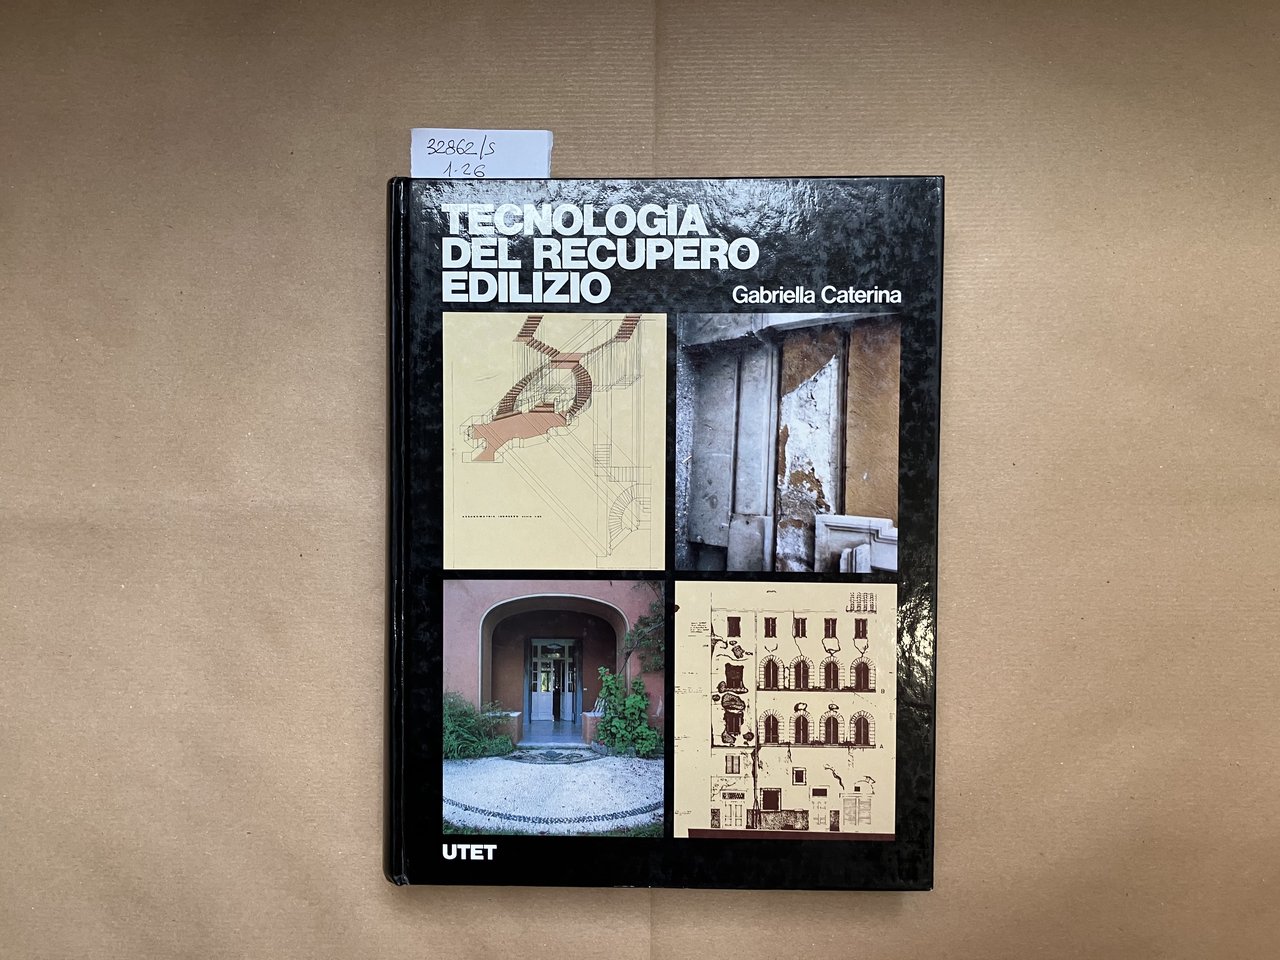 32862/S
1.26
TECNOLOGIA
DEL RECUPERO
EDILIZIO
Gabriella Caterina
UTET